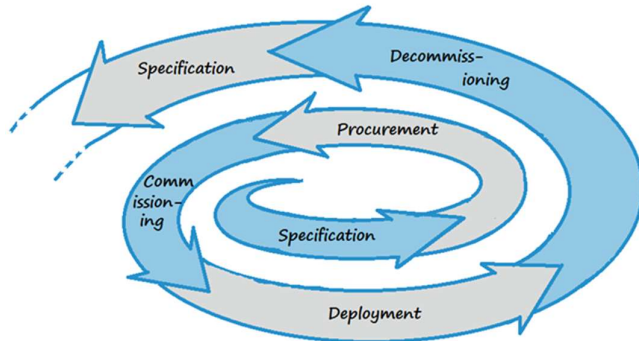 Decommiss-
ioning
Specification
Procurement
Comm
ission-
ing
Specification
Deployment